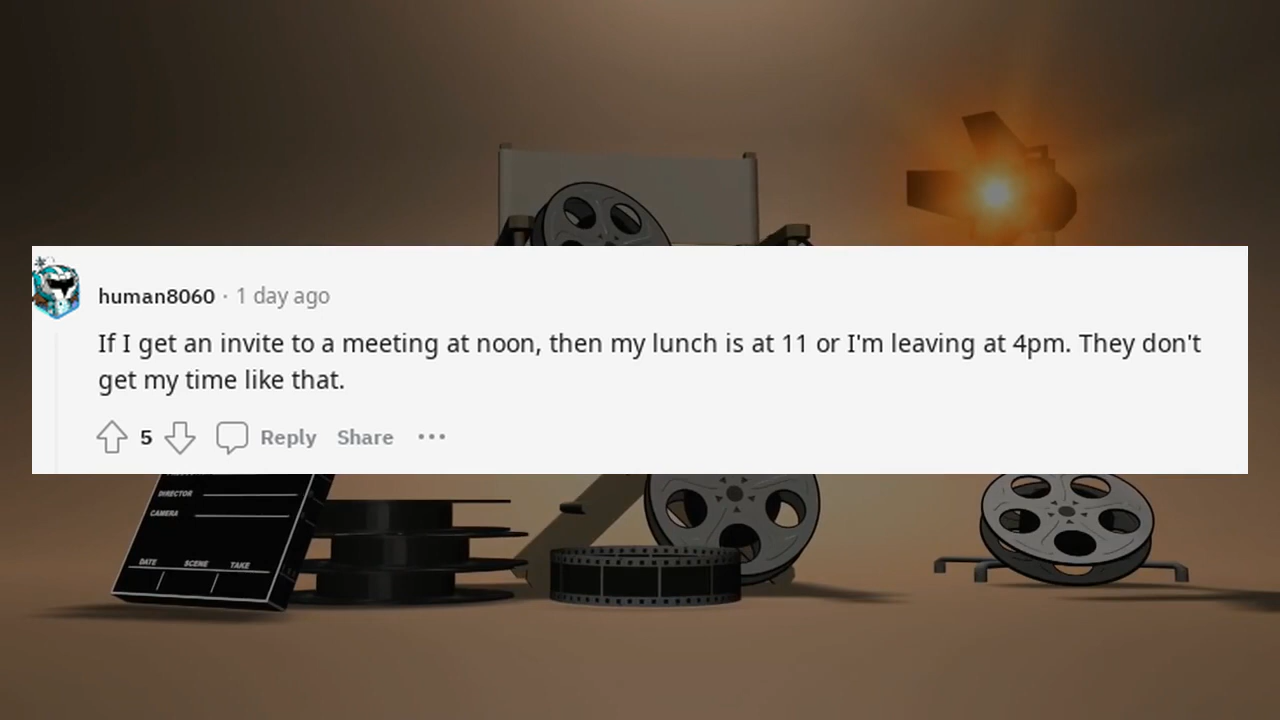 human8060 · 1 day ago
If I get an invite to a meeting at noon, then my lunch is at 11 or I'm leaving at 4pm. They don't
get my time like that.
5 Reply Share •••
DIRECTOR
CAMERA
DATE SCENE TAKE